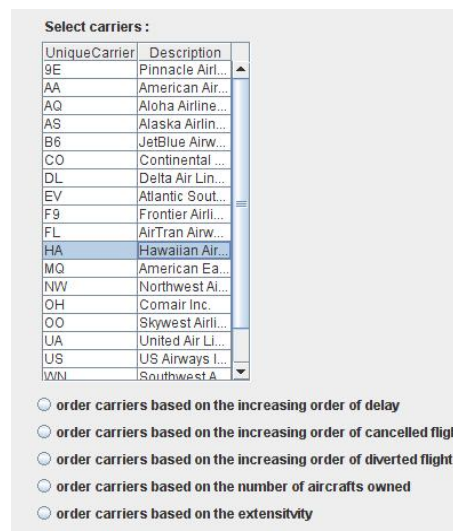 Select carriers :
UniqueCarrier Description
9E Pinnacle Airl...
AA American Air...
AQ Aloha Airline...
AS Alaska Airlin...
B6 JetBlue Airw...
CO Continental ...
DL Delta Air Lin...
EV Atlantic Sout...
F9 Frontier Airli...
FL AirTran Airw...
HA Hawaiian Air...
MQ American Ea...
NW Northwest Ai...
OH Comair Inc.
OO Skywest Airli...
UA United Air Li...
US US Airways I...
WN Southwest A...
order carriers based on the increasing order of delay
order carriers based on the increasing order of cancelled fligh
order carriers based on the increasing order of diverted flight
order carriers based on the number of aircrafts owned
order carriers based on the extensitvity